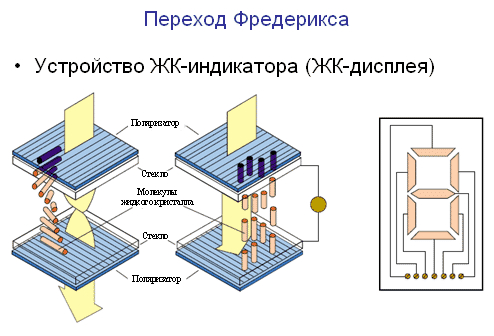 Переход Фредерикса
• Устройство ЖК-индикатора (ЖК-дисплея)
Поляризатор
Стекло
Молекулы
жидкого кристалла
Стекло
Поляризатор